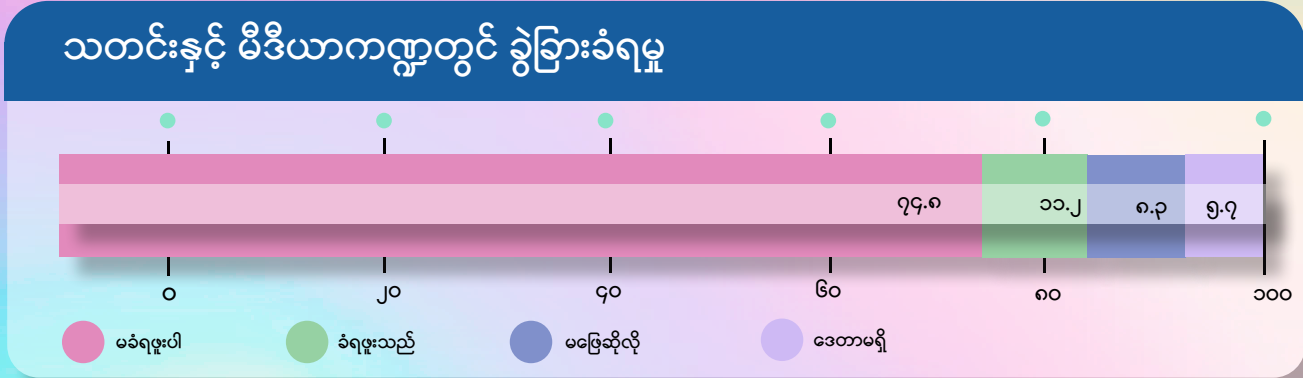 သတင်းနှင့် မီဒီယာကဏ္ဍတွင် ခွဲခြားခံရမှု
၇၄.၈ ၁၁.၂ ၈.၃ ၅.၇
၀ ၂၀ ၄၀ ၆၀ ၈၀ ၁၀၀
မခံရဖူးပါ ခံရဖူးသည် မဖြေဆိုလို ဒေတာမရှိ